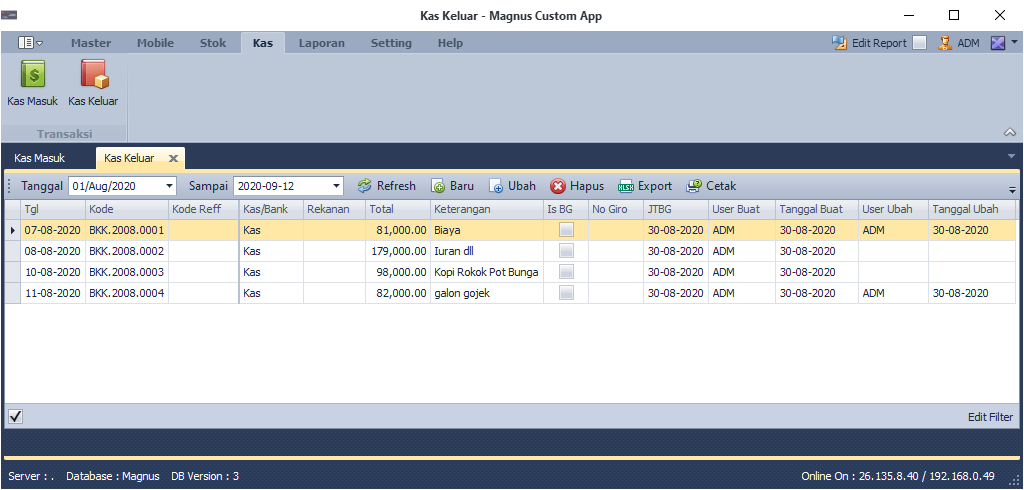 Kas Keluar - Magnus Custom App
Master Mobile Stok Kas Laporan Setting Help Edit Report ADM
Kas Masuk Kas Keluar
Transaksi
Kas Masuk Kas Keluar
Tanggal 01/Aug/2020 Sampai 2020-09-12 Refresh Baru Ubah Hapus XLSX Export Cetak
Tgl Kode Kode Reff Kas/Bank Rekanan Total Keterangan Is BG No Giro JTBG User Buat Tanggal Buat User Ubah Tanggal Ubah
07-08-2020 BKK.2008.0001 Kas 81,000.00 Biaya 30-08-2020 ADM 30-08-2020 ADM 30-08-2020
08-08-2020 BKK.2008.0002 Kas 179,000.00 Iuran dll 30-08-2020 ADM 30-08-2020
10-08-2020 BKK.2008.0003 Kas 98,000.00 Kopi Rokok Pot Bunga 30-08-2020 ADM 30-08-2020
11-08-2020 BKK.2008.0004 Kas 82,000.00 galon gojek 30-08-2020 ADM 30-08-2020 ADM 30-08-2020
Edit Filter
Server : . Database : Magnus DB Version : 3 Online On : 26.135.8.40 / 192.168.0.49